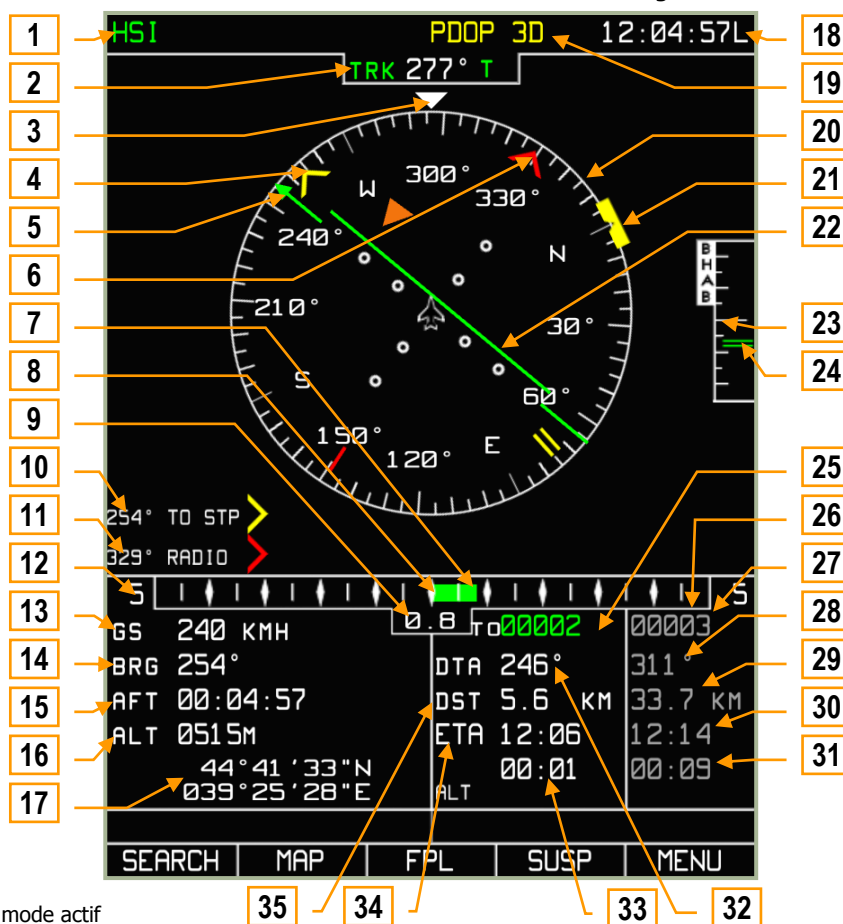 1 HSI PDOP 3D 12:04:57L 18
2 TRK 277° T 19
3 20
4 W 300° 330° 21
5 240° N 22
6
7 210° 30° B H A B 23
8 S 60° 24
9 150° 120° E
10 254° TO STP 25
11 329° RADIO 26
12 5 5 27
13 GS 240 KMH 0.8 TO 00002 00003 28
14 BRG 254° DTA 246° 311° 29
15 AFT 00:04:57 DST 5.6 KM 33.7 KM 30
16 ALT 0515M ETA 12:06 12:14 31
17 44°41'33"N 00:01 00:09
039°25'28"E ALT
SEARCH MAP FPL SUSP MENU
mode actif 35 34 33 32